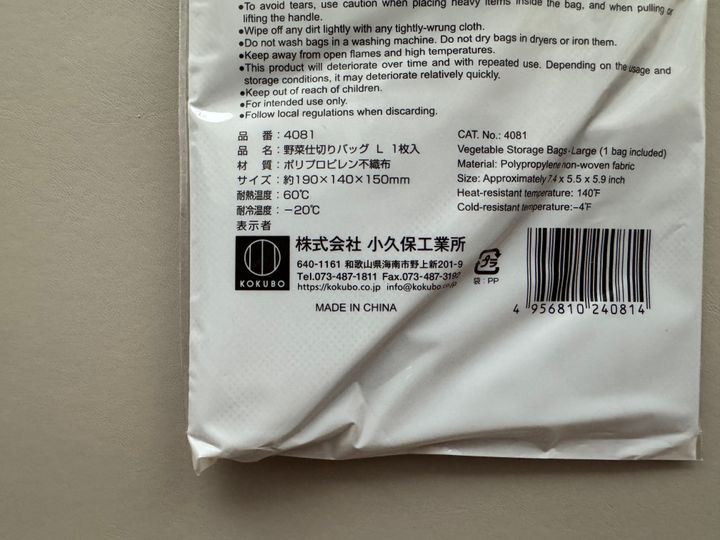 ●To avoid tears, use caution when placing heavy items inside the bag, and when pulling or
lifting the handle.
●Wipe off any dirt lightly with any tightly-wrung cloth.
●Do not wash bags in a washing machine. Do not dry bags in dryers or iron them.
●Keep away from open flames and high temperatures.
●This product will deteriorate over time and with repeated use. Depending on the usage and
storage conditions, it may deteriorate relatively quickly.
●Keep out of reach of children.
●For intended use only.
●Follow local regulations when discarding.
品　番：4081
品　名：野菜仕切りバッグ L 1枚入
材　質：ポリプロピレン不織布
サイズ：約190×140×150mm
耐熱温度：60℃
耐冷温度：−20℃
表示者
CAT. No.: 4081
Vegetable Storage Bags-Large (1 bag included)
Material: Polypropylene non-woven fabric
Size: Approximately 7.4 x 5.5 x 5.9 inch
Heat-resistant temperature: 140℉
Cold-resistant temperature:−4℉
KOKUBO
株式会社 小久保工業所
640-1161 和歌山県海南市野上新201-9
Tel.073-487-1811 Fax.073-487-3192
https://kokubo.co.jp info@kokubo.co.jp
MADE IN CHINA
プラ
袋：PP
4 956810 240814